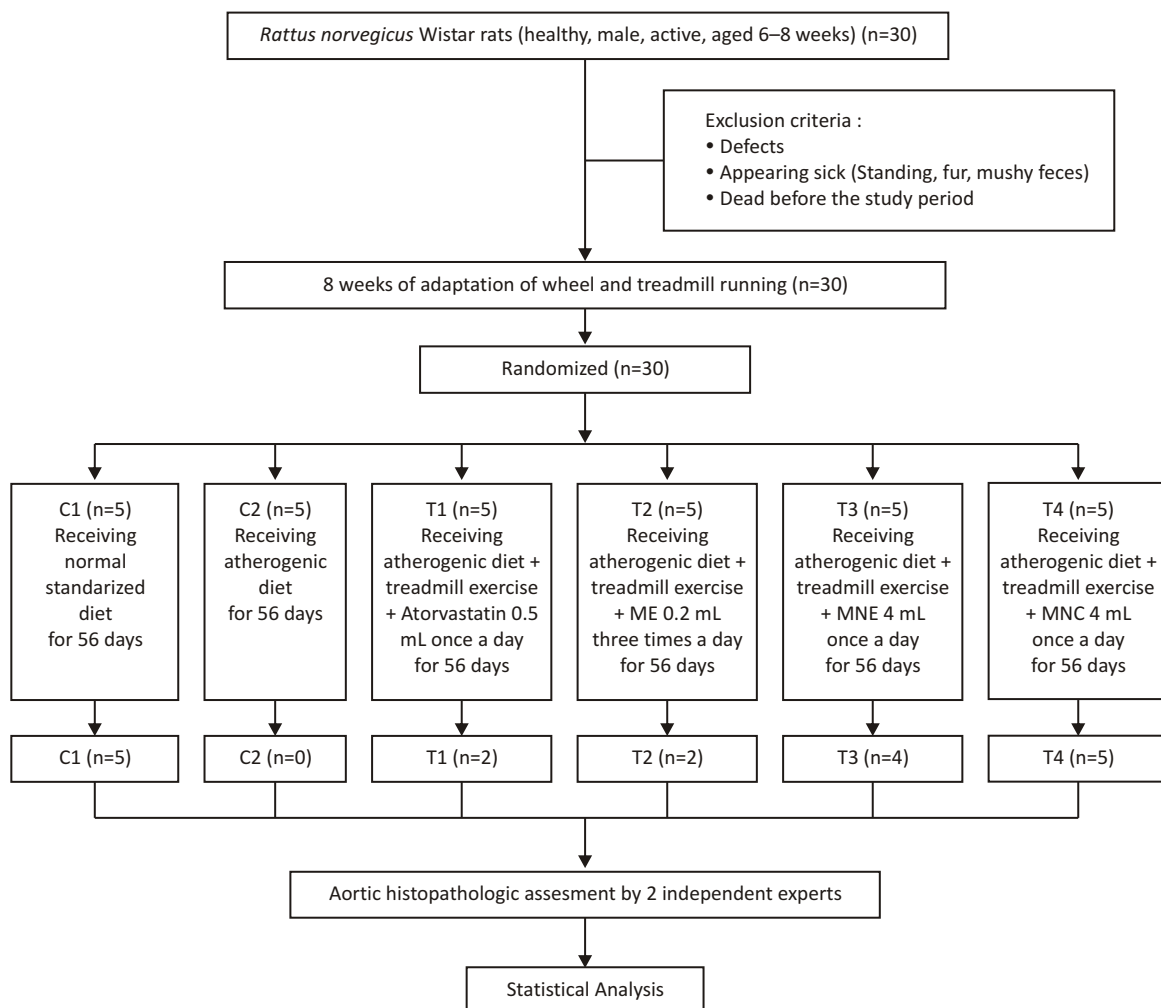 Rattus norvegicus Wistar rats (healthy, male, active, aged 6–8 weeks) (n=30)
Exclusion criteria :
• Defects
• Appearing sick (Standing, fur, mushy feces)
• Dead before the study period
8 weeks of adaptation of wheel and treadmill running (n=30)
Randomized (n=30)
C1 (n=5)
Receiving
normal
standarized
diet
for 56 days
C2 (n=5)
Receiving
atherogenic
diet
for 56 days
T1 (n=5)
Receiving
atherogenic diet +
treadmill exercise
+ Atorvastatin 0.5
mL once a day
for 56 days
T2 (n=5)
Receiving
atherogenic diet +
treadmill exercise
+ ME 0.2 mL
three times a day
for 56 days
T3 (n=5)
Receiving
atherogenic diet +
treadmill exercise
+ MNE 4 mL
once a day
for 56 days
T4 (n=5)
Receiving
atherogenic diet +
treadmill exercise
+ MNC 4 mL
once a day
for 56 days
C1 (n=5)
C2 (n=0)
T1 (n=2)
T2 (n=2)
T3 (n=4)
T4 (n=5)
Aortic histopathologic assesment by 2 independent experts
Statistical Analysis